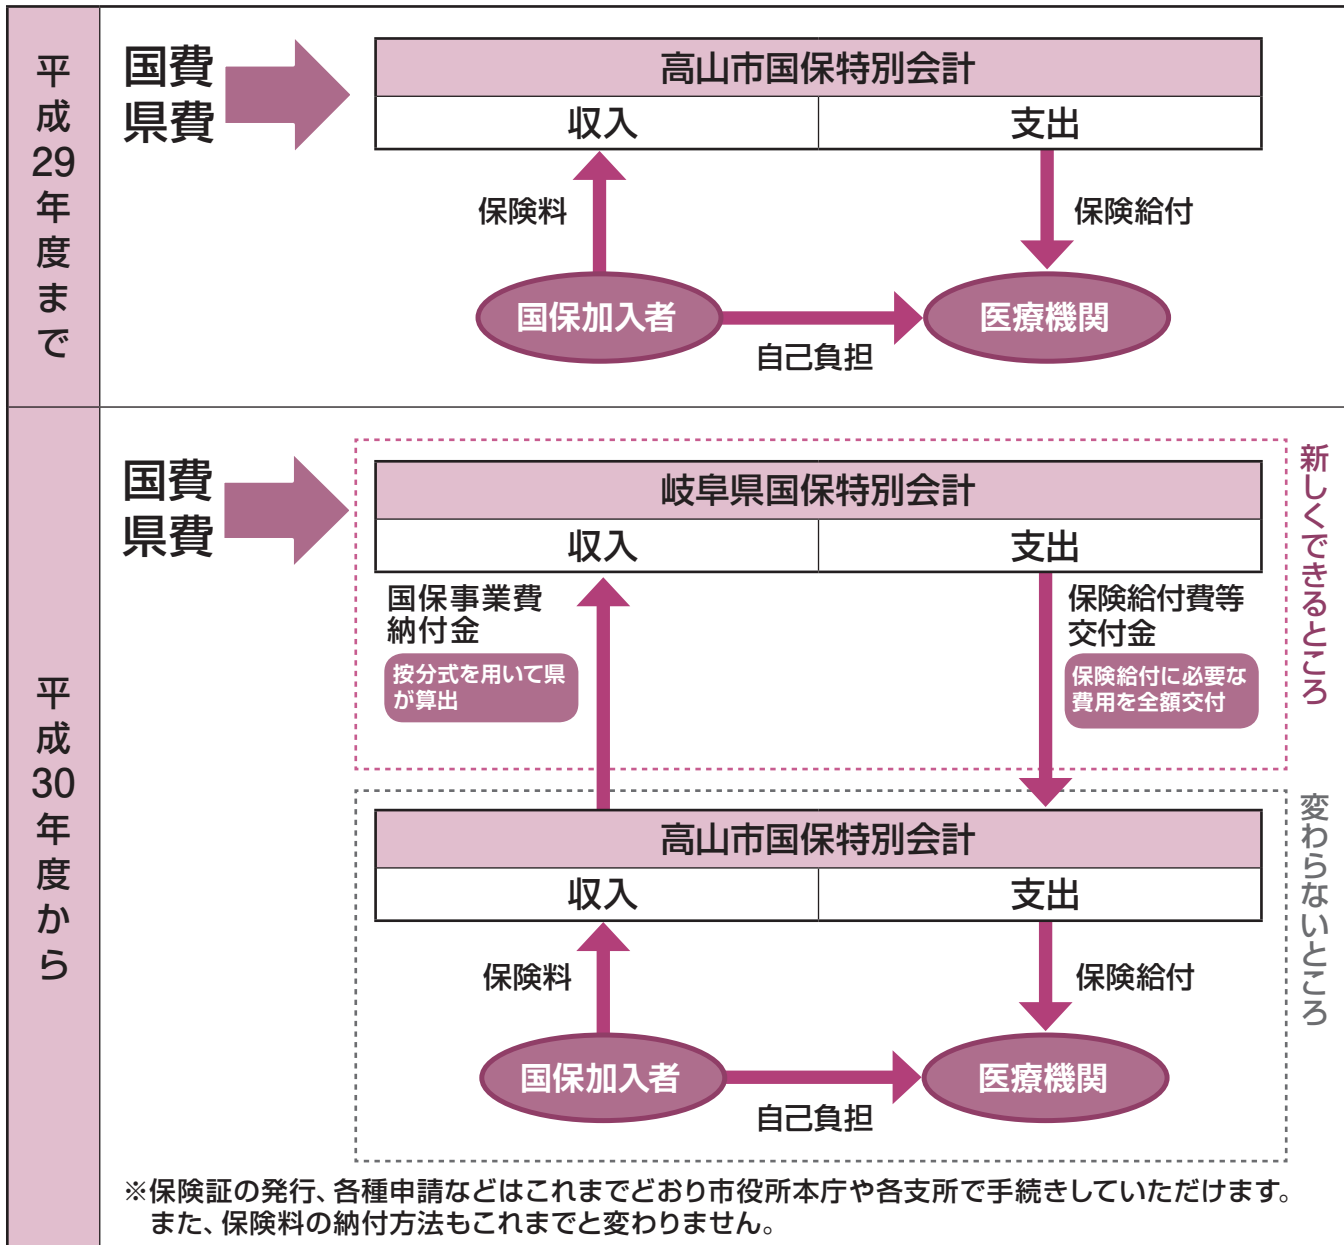 平成29年度まで
国費
県費
高山市国保特別会計
収入
支出
保険料
保険給付
国保加入者
医療機関
自己負担
平成30年度から
国費
県費
新しくできるところ
岐阜県国保特別会計
収入
支出
国保事業費
納付金
按分式を用いて県
が算出
保険給付費等
交付金
保険給付に必要な
費用を全額交付
変わらないところ
高山市国保特別会計
収入
支出
保険料
保険給付
国保加入者
医療機関
自己負担
※保険証の発行、各種申請などはこれまでどおり市役所本庁や各支所で手続きしていただけます。
また、保険料の納付方法もこれまでと変わりません。